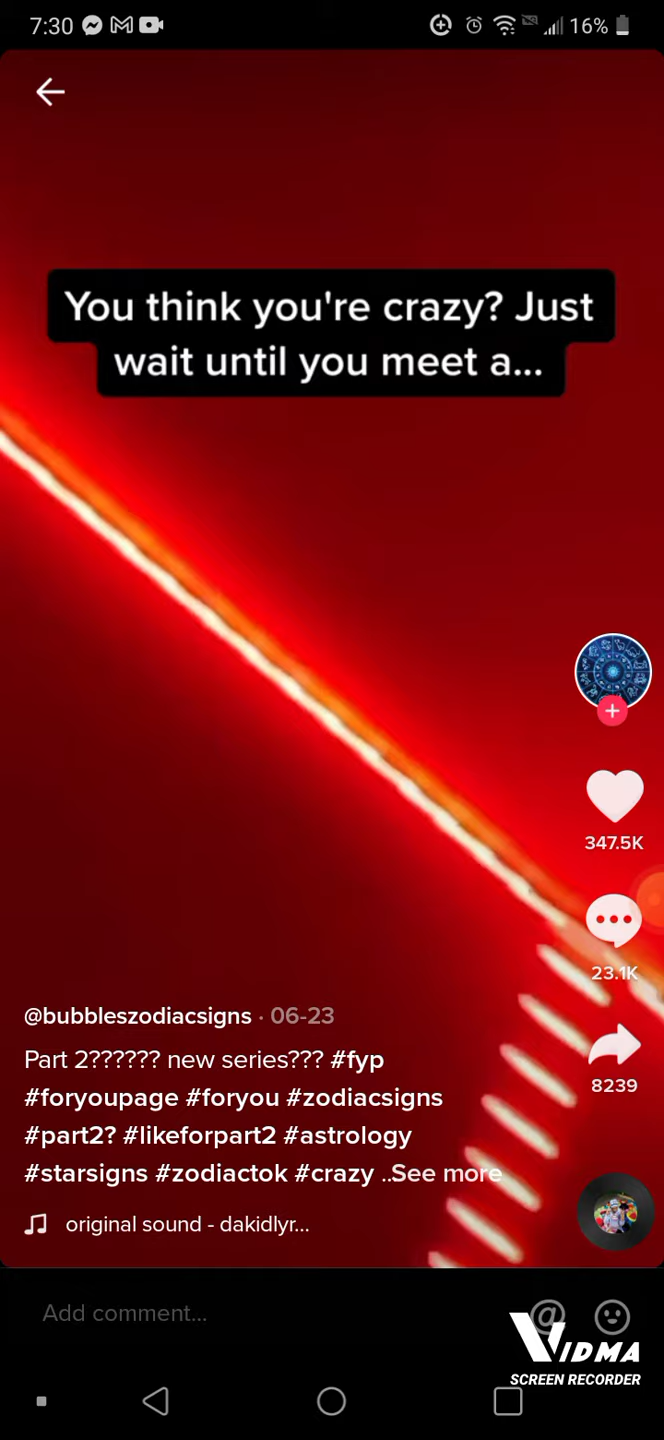 7:30
16%
You think you're crazy? Just
wait until you meet a...
347.5K
23.1K
8239
@bubbleszodiacsigns · 06-23
Part 2?????? new series??? #fyp
#foryoupage #foryou #zodiacsigns
#part2? #likeforpart2 #astrology
#starsigns #zodiactok #crazy ..See more
original sound - dakidlyr...
Add comment...
VIDMA
SCREEN RECORDER